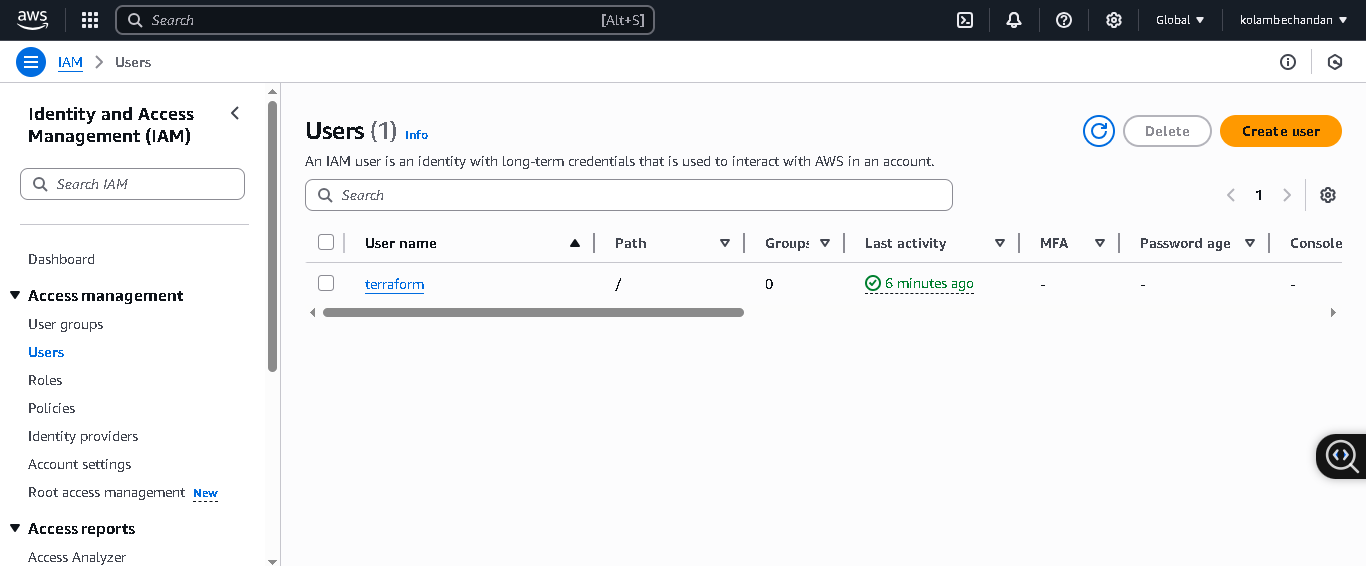 aws Search [Alt+S] Global kolambechandan
IAM Users
Identity and Access
Management (IAM)
Search IAM
Dashboard
Access management
User groups
Users
Roles
Policies
Identity providers
Account settings
Root access management New
Access reports
Access Analyzer
Users (1) Info
Delete
Create user
An IAM user is an identity with long-term credentials that is used to interact with AWS in an account.
Search
1
User name Path Groups Last activity MFA Password age Console
terraform / 0 6 minutes ago - - -